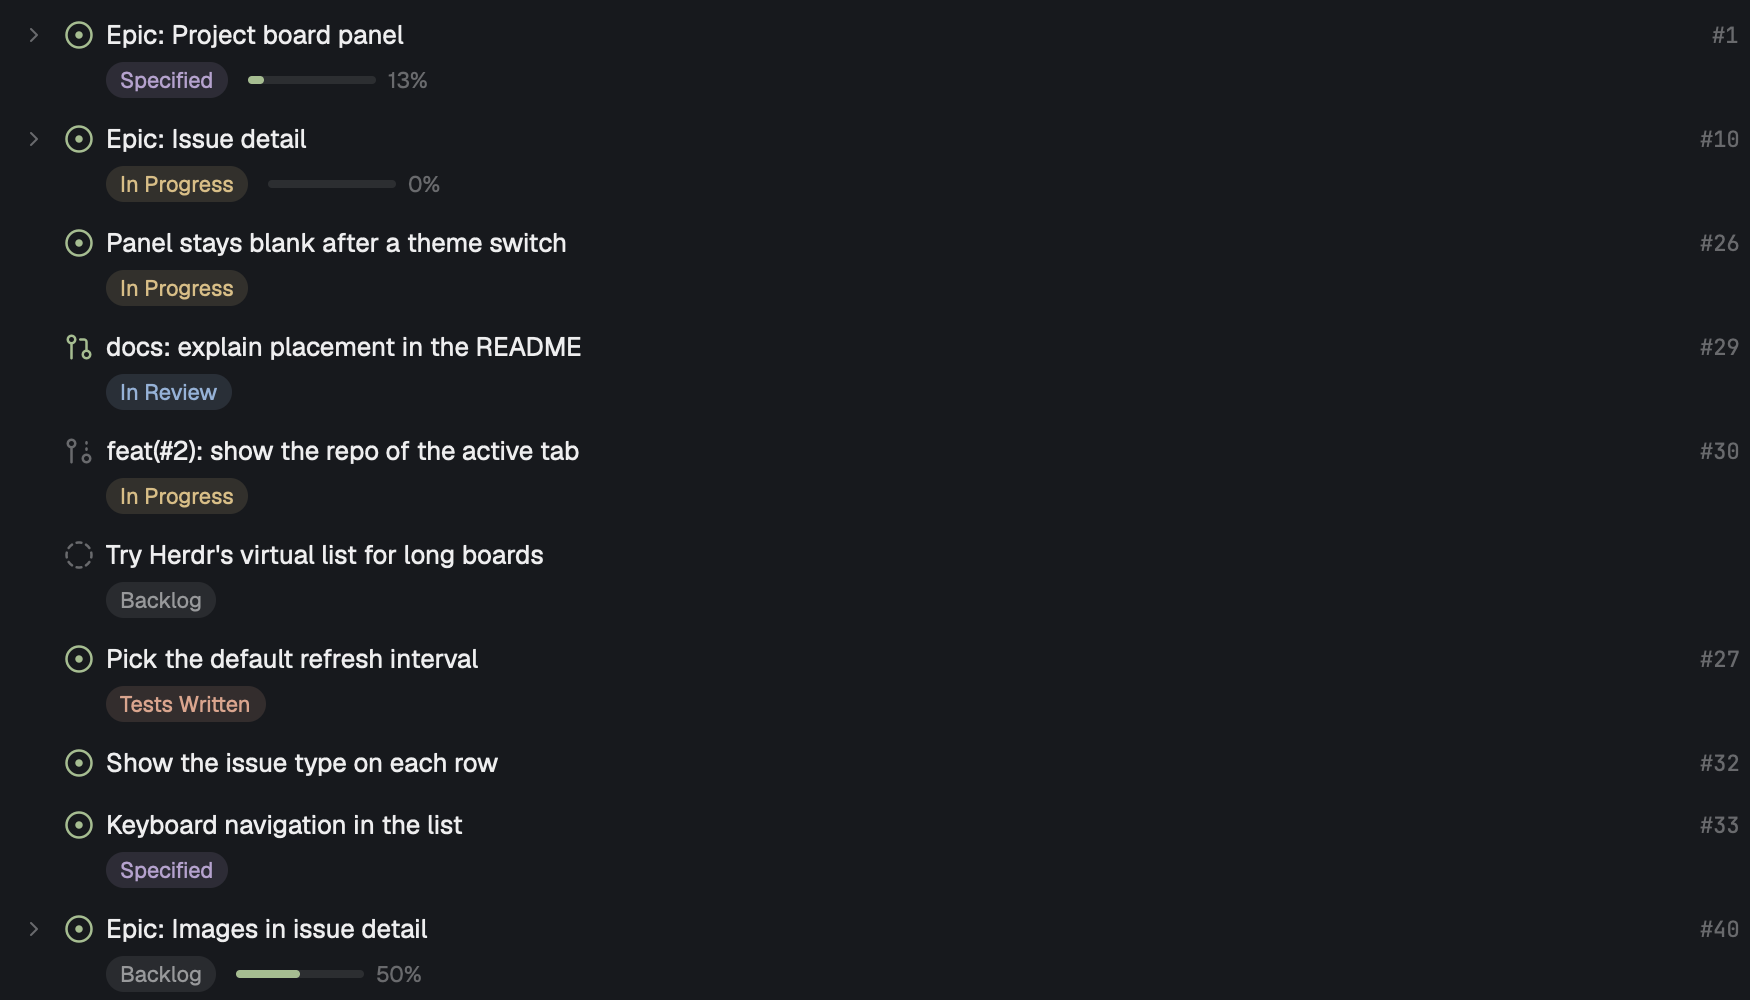 Epic: Project board panel #1
Specified 13%
Epic: Issue detail #10
In Progress 0%
Panel stays blank after a theme switch #26
In Progress
docs: explain placement in the README #29
In Review
feat(#2): show the repo of the active tab #30
In Progress
Try Herdr's virtual list for long boards
Backlog
Pick the default refresh interval #27
Tests Written
Show the issue type on each row #32
Keyboard navigation in the list #33
Specified
Epic: Images in issue detail #40
Backlog 50%